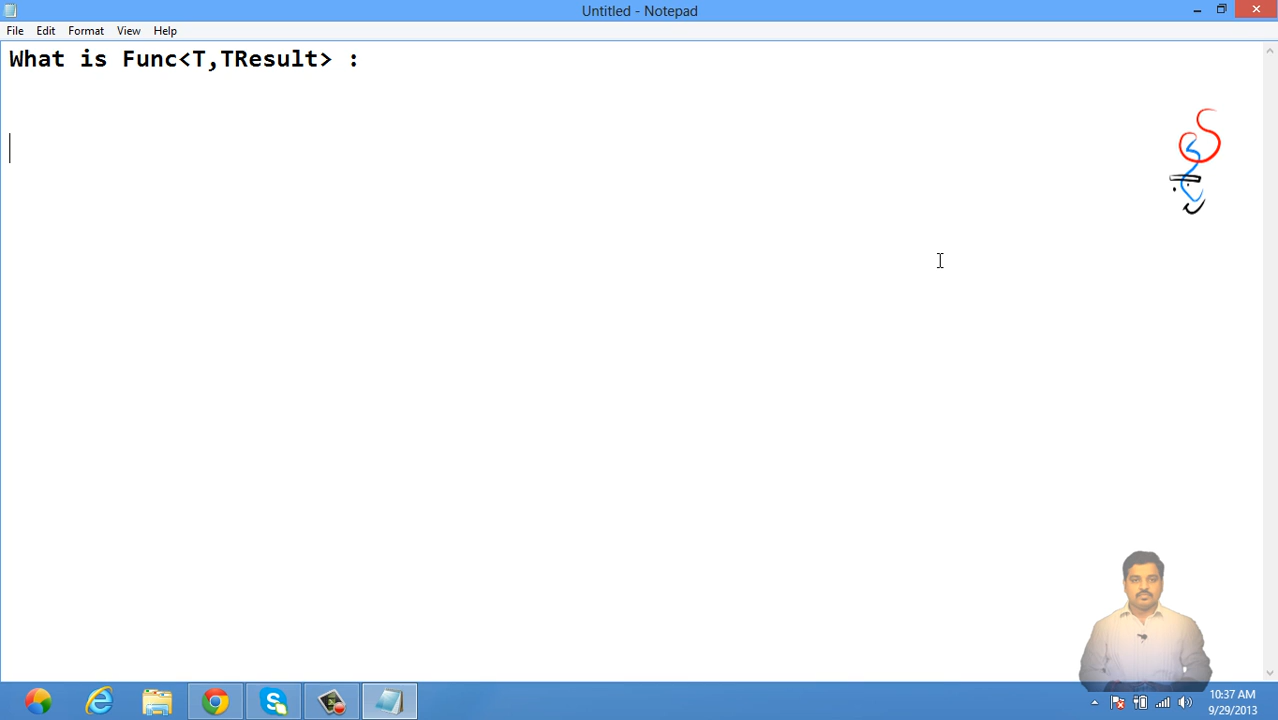 Untitled - Notepad
File Edit Format View Help
What is Func<T,TResult> :
10:37 AM
9/29/2013